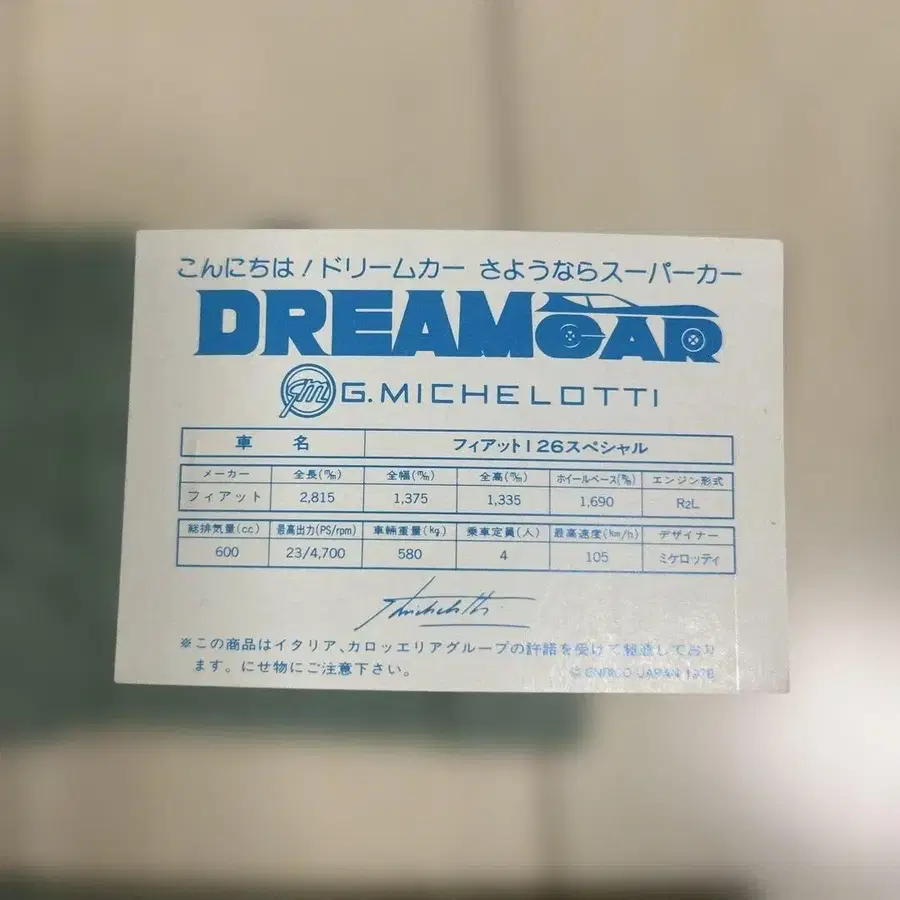 こんにちは!ドリームカー さようならスーパーカー
DREAMCAR
gm G.MICHELOTTI
車 名 フィアット126スペシャル
メーカー 全長(㎜) 全幅(㎜) 全高(㎜) ホイールベース(㎜) エンジン形式
フィアット 2,815 1,375 1,335 1,690 R2L
総排気量(cc) 最高出力(PS/rpm) 車輛重量(kg) 乗車定員(人) 最高速度(km/h) デザイナー
600 23/4,700 580 4 105 ミケロッティ
※この商品はイタリア、カロッエリアグループの許諾を受けて製造しており
ます。にせ物にご注意下さい。
JAPAN